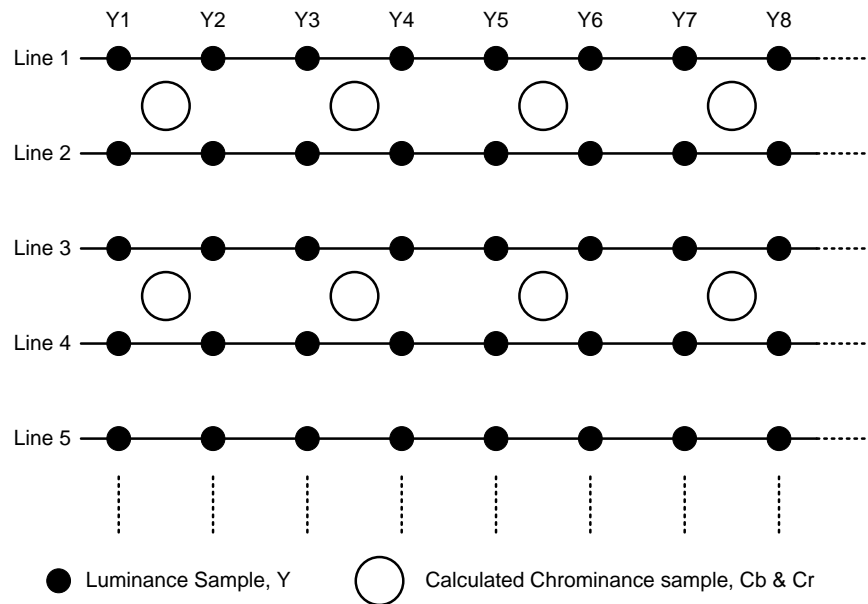 Y1 Y2 Y3 Y4 Y5 Y6 Y7 Y8
Line 1
Line 2
Line 3
Line 4
Line 5
Luminance Sample, Y
Calculated Chrominance sample, Cb & Cr